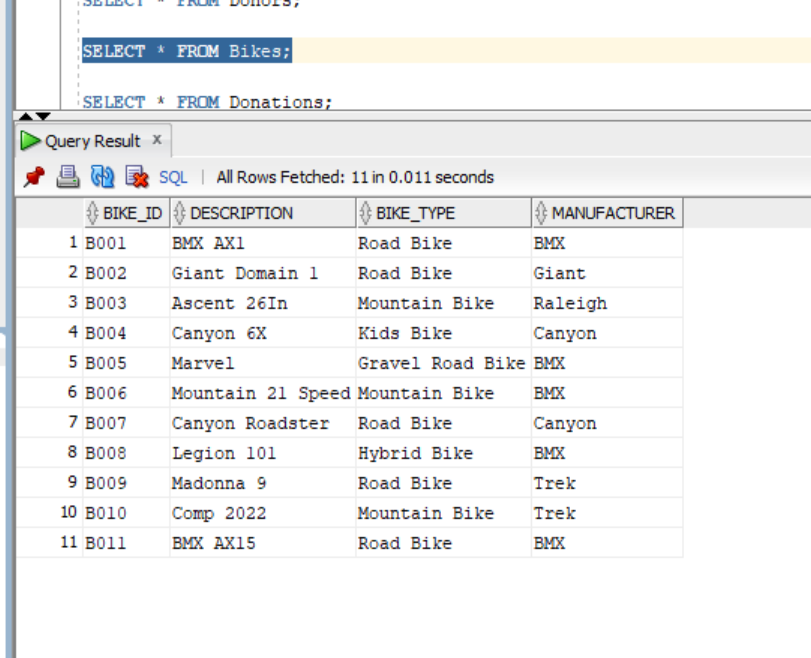 SELECT * FROM Donors;
SELECT * FROM Bikes;
SELECT * FROM Donations;
Query Result x
SQL | All Rows Fetched: 11 in 0.011 seconds
BIKE_ID DESCRIPTION BIKE_TYPE MANUFACTURER
1 B001 BMX AX1 Road Bike BMX
2 B002 Giant Domain 1 Road Bike Giant
3 B003 Ascent 26In Mountain Bike Raleigh
4 B004 Canyon 6X Kids Bike Canyon
5 B005 Marvel Gravel Road Bike BMX
6 B006 Mountain 21 Speed Mountain Bike BMX
7 B007 Canyon Roadster Road Bike Canyon
8 B008 Legion 101 Hybrid Bike BMX
9 B009 Madonna 9 Road Bike Trek
10 B010 Comp 2022 Mountain Bike Trek
11 B011 BMX AX15 Road Bike BMX